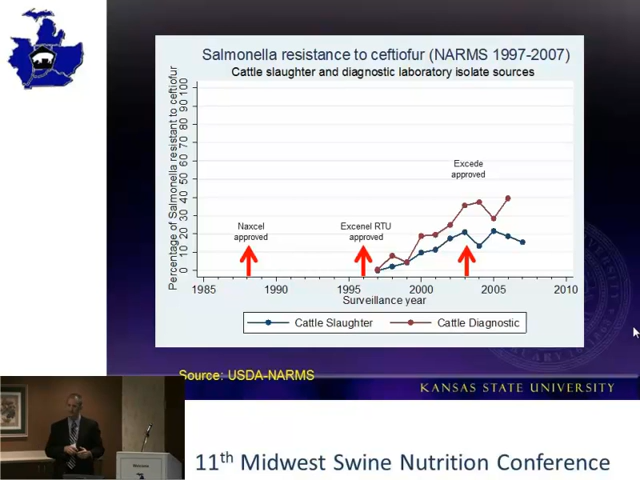 Salmonella resistance to ceftiofur (NARMS 1997-2007)
Cattle slaughter and diagnostic laboratory isolate sources
Percentage of Salmonella resistant to ceftiofur
100
90
80
70
60
50
40
30
20
10
0
Excede
approved
Naxcel
approved
Excenel RTU
approved
1985
1990
1995
2000
2005
2010
Surveillance year
Cattle Slaughter
Cattle Diagnostic
Source: USDA-NARMS
KANSAS STATE UNIVERSITY
11th Midwest Swine Nutrition Conference